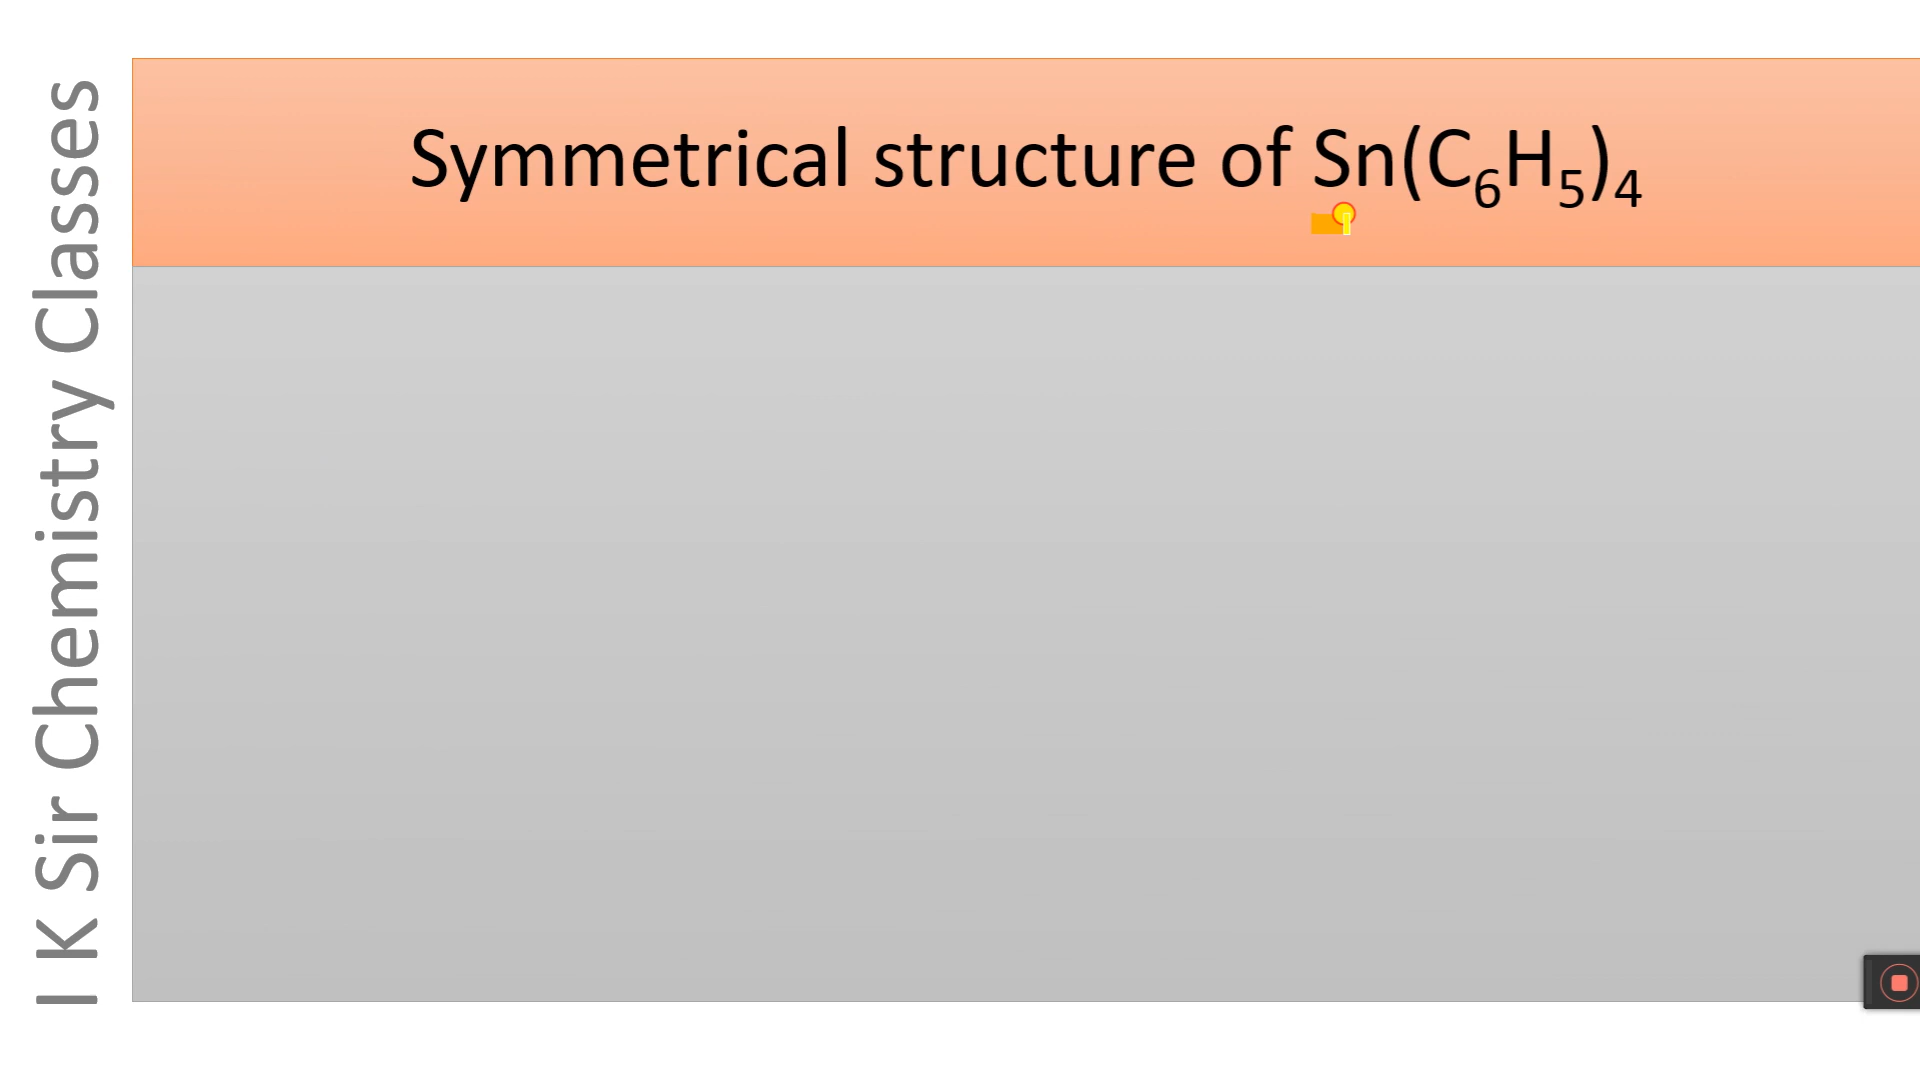 I K Sir Chemistry Classes
Symmetrical structure of Sn(C₆H₅)₄